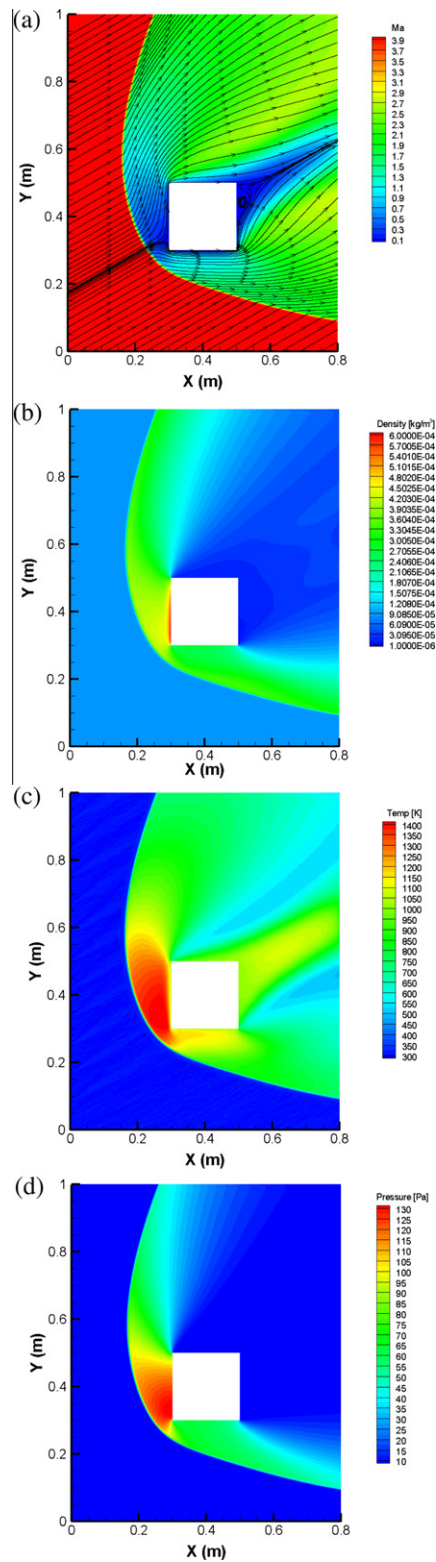 (a)
Ma
3.9
3.7
3.5
3.3
3.1
2.9
2.7
2.5
2.3
2.1
1.9
1.7
1.5
1.3
1.1
0.9
0.7
0.5
0.3
0.1
Y (m)
1
0.8
0.6
0.4
0.2
0
0 0.2 0.4 0.6 0.8
X (m)
(b)
Density [kg/m³]
6.0000E-04
5.7005E-04
5.4010E-04
5.1015E-04
4.8020E-04
4.5025E-04
4.2030E-04
3.9035E-04
3.6040E-04
3.3045E-04
3.0050E-04
2.7055E-04
2.4060E-04
2.1065E-04
1.8070E-04
1.5075E-04
1.2080E-04
9.0850E-05
6.0900E-05
3.0950E-05
1.0000E-06
Y (m)
1
0.8
0.6
0.4
0.2
0
0 0.2 0.4 0.6 0.8
X (m)
(c)
Temp [K]
1400
1350
1300
1250
1200
1150
1100
1050
1000
950
900
850
800
750
700
650
600
550
500
450
400
350
300
Y (m)
1
0.8
0.6
0.4
0.2
0
0 0.2 0.4 0.6 0.8
X (m)
(d)
Pressure [Pa]
130
125
120
115
110
105
100
95
90
85
80
75
70
65
60
55
50
45
40
35
30
25
20
15
10
Y (m)
1
0.8
0.6
0.4
0.2
0
0 0.2 0.4 0.6 0.8
X (m)